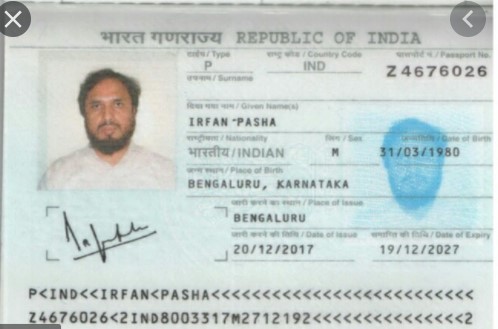 भारत गणराज्य REPUBLIC OF INDIA
टाईप / Type राष्ट्र कोड / Country Code पासपोर्ट नं. / Passport No.
P IND Z4676026
उपनाम / Surname
दिया गया नाम / Given Name(s)
IRFAN PASHA
राष्ट्रीयता / Nationality लिंग / Sex जन्मतिथि / Date of Birth
भारतीय / INDIAN M 31/03/1980
जन्म स्थान / Place of Birth
BENGALURU, KARNATAKA
जारी करने का स्थान / Place of Issue
BENGALURU
जारी करने की तिथि / Date of Issue समाप्ति की तिथि / Date of Expiry
20/12/2017 19/12/2027
P<IND<<IRFAN<PASHA<<<<<<<<<<<<<<<<<<<<<<<<<<
Z4676026<2IND8003317M2712192<<<<<<<<<<<<<<<2